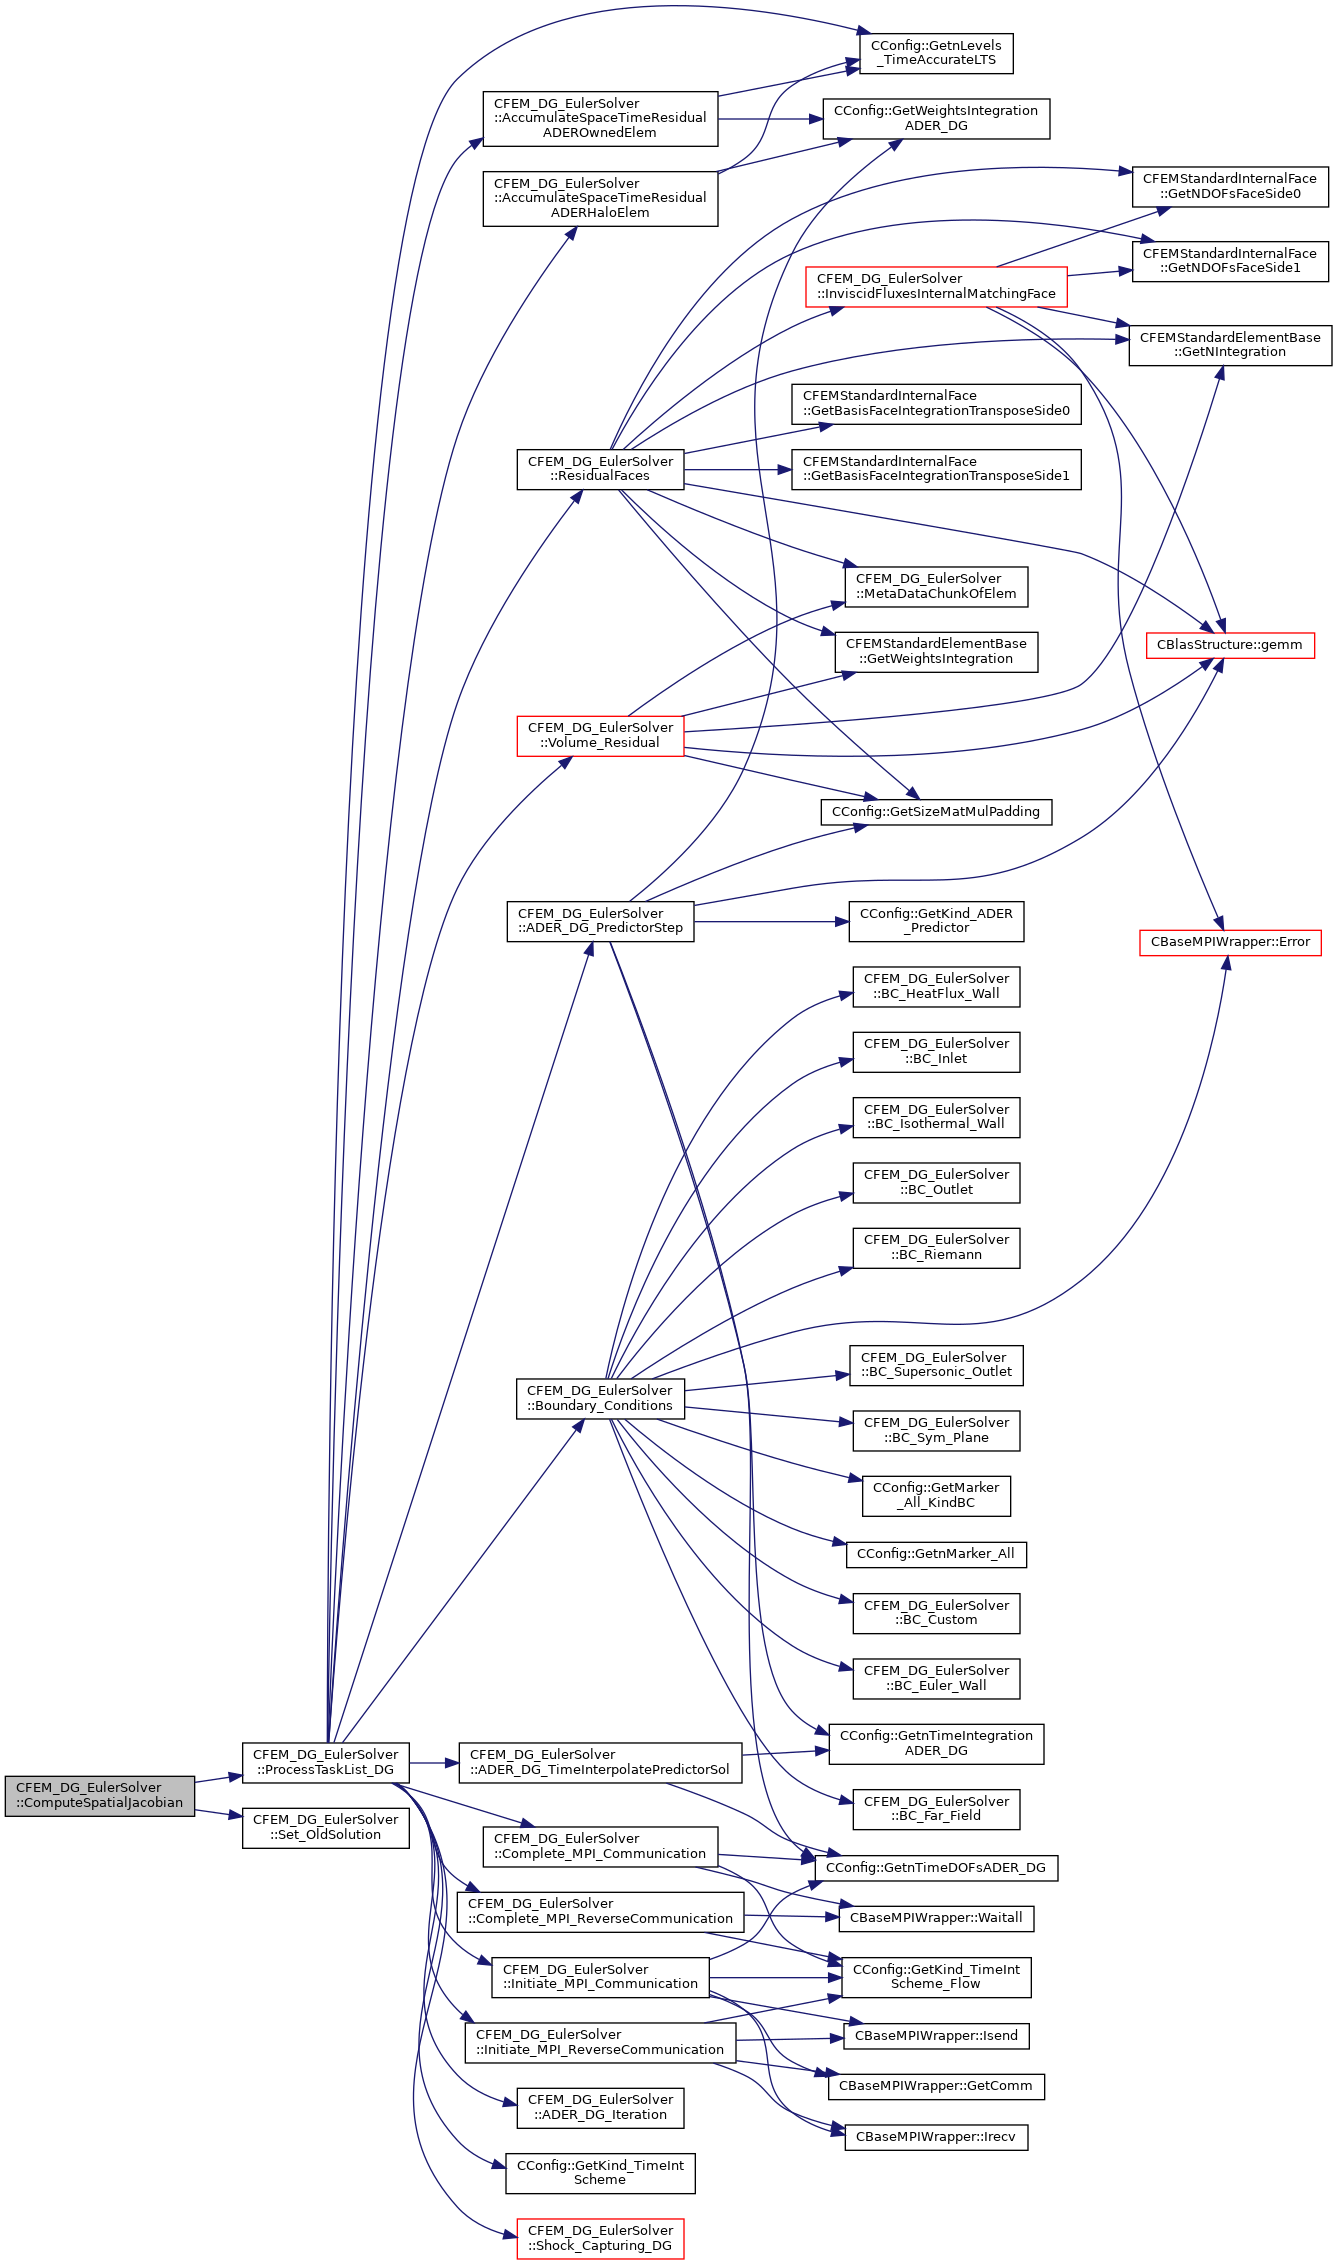 CConfig::GetnLevels
_TimeAccurateLTS
CFEM_DG_EulerSolver
::AccumulateSpaceTimeResidual
ADEROwnedElem
CConfig::GetWeightsIntegration
ADER_DG
CFEM_DG_EulerSolver
::AccumulateSpaceTimeResidual
ADERHaloElem
CFEMStandardInternalFace
::GetNDOFsFaceSide0
CFEMStandardInternalFace
::GetNDOFsFaceSide1
CFEM_DG_EulerSolver
::InviscidFluxesInternalMatchingFace
CFEMStandardElementBase
::GetNIntegration
CFEMStandardInternalFace
::GetBasisFaceIntegrationTransposeSide0
CFEM_DG_EulerSolver
::ResidualFaces
CFEMStandardInternalFace
::GetBasisFaceIntegrationTransposeSide1
CFEM_DG_EulerSolver
::MetaDataChunkOfElem
CFEMStandardElementBase
::GetWeightsIntegration
CBlasStructure::gemm
CFEM_DG_EulerSolver
::Volume_Residual
CConfig::GetSizeMatMulPadding
CFEM_DG_EulerSolver
::ADER_DG_PredictorStep
CConfig::GetKind_ADER
_Predictor
CBaseMPIWrapper::Error
CFEM_DG_EulerSolver
::BC_HeatFlux_Wall
CFEM_DG_EulerSolver
::BC_Inlet
CFEM_DG_EulerSolver
::BC_Isothermal_Wall
CFEM_DG_EulerSolver
::BC_Outlet
CFEM_DG_EulerSolver
::BC_Riemann
CFEM_DG_EulerSolver
::BC_Supersonic_Outlet
CFEM_DG_EulerSolver
::Boundary_Conditions
CFEM_DG_EulerSolver
::BC_Sym_Plane
CConfig::GetMarker
_All_KindBC
CConfig::GetnMarker_All
CFEM_DG_EulerSolver
::BC_Custom
CFEM_DG_EulerSolver
::BC_Euler_Wall
CConfig::GetnTimeIntegration
ADER_DG
CFEM_DG_EulerSolver
::ProcessTaskList_DG
CFEM_DG_EulerSolver
::ADER_DG_TimeInterpolatePredictorSol
CFEM_DG_EulerSolver
::ComputeSpatialJacobian
CFEM_DG_EulerSolver
::BC_Far_Field
CFEM_DG_EulerSolver
::Set_OldSolution
CFEM_DG_EulerSolver
::Complete_MPI_Communication
CConfig::GetnTimeDOFsADER_DG
CFEM_DG_EulerSolver
::Complete_MPI_ReverseCommunication
CBaseMPIWrapper::Waitall
CFEM_DG_EulerSolver
::Initiate_MPI_Communication
CConfig::GetKind_TimeInt
Scheme_Flow
CFEM_DG_EulerSolver
::Initiate_MPI_ReverseCommunication
CBaseMPIWrapper::Isend
CBaseMPIWrapper::GetComm
CFEM_DG_EulerSolver
::ADER_DG_Iteration
CBaseMPIWrapper::Irecv
CConfig::GetKind_TimeInt
Scheme
CFEM_DG_EulerSolver
::Shock_Capturing_DG